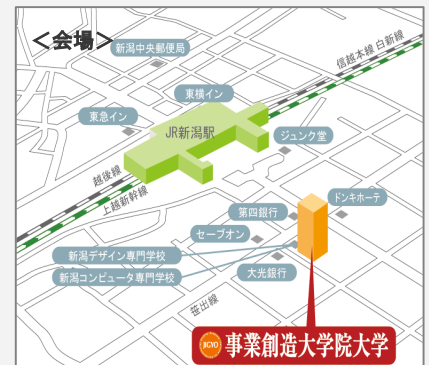 ＜会場＞
新潟中央郵便局
信越本線 白新線
東横イン
東急イン
JR新潟駅
ジュンク堂
越後線
上越新幹線
ドンキホーテ
第四銀行
セーブオン
新潟デザイン専門学校
新潟コンピュータ専門学校
大光銀行
笹出線
JIGYO 事業創造大学院大学